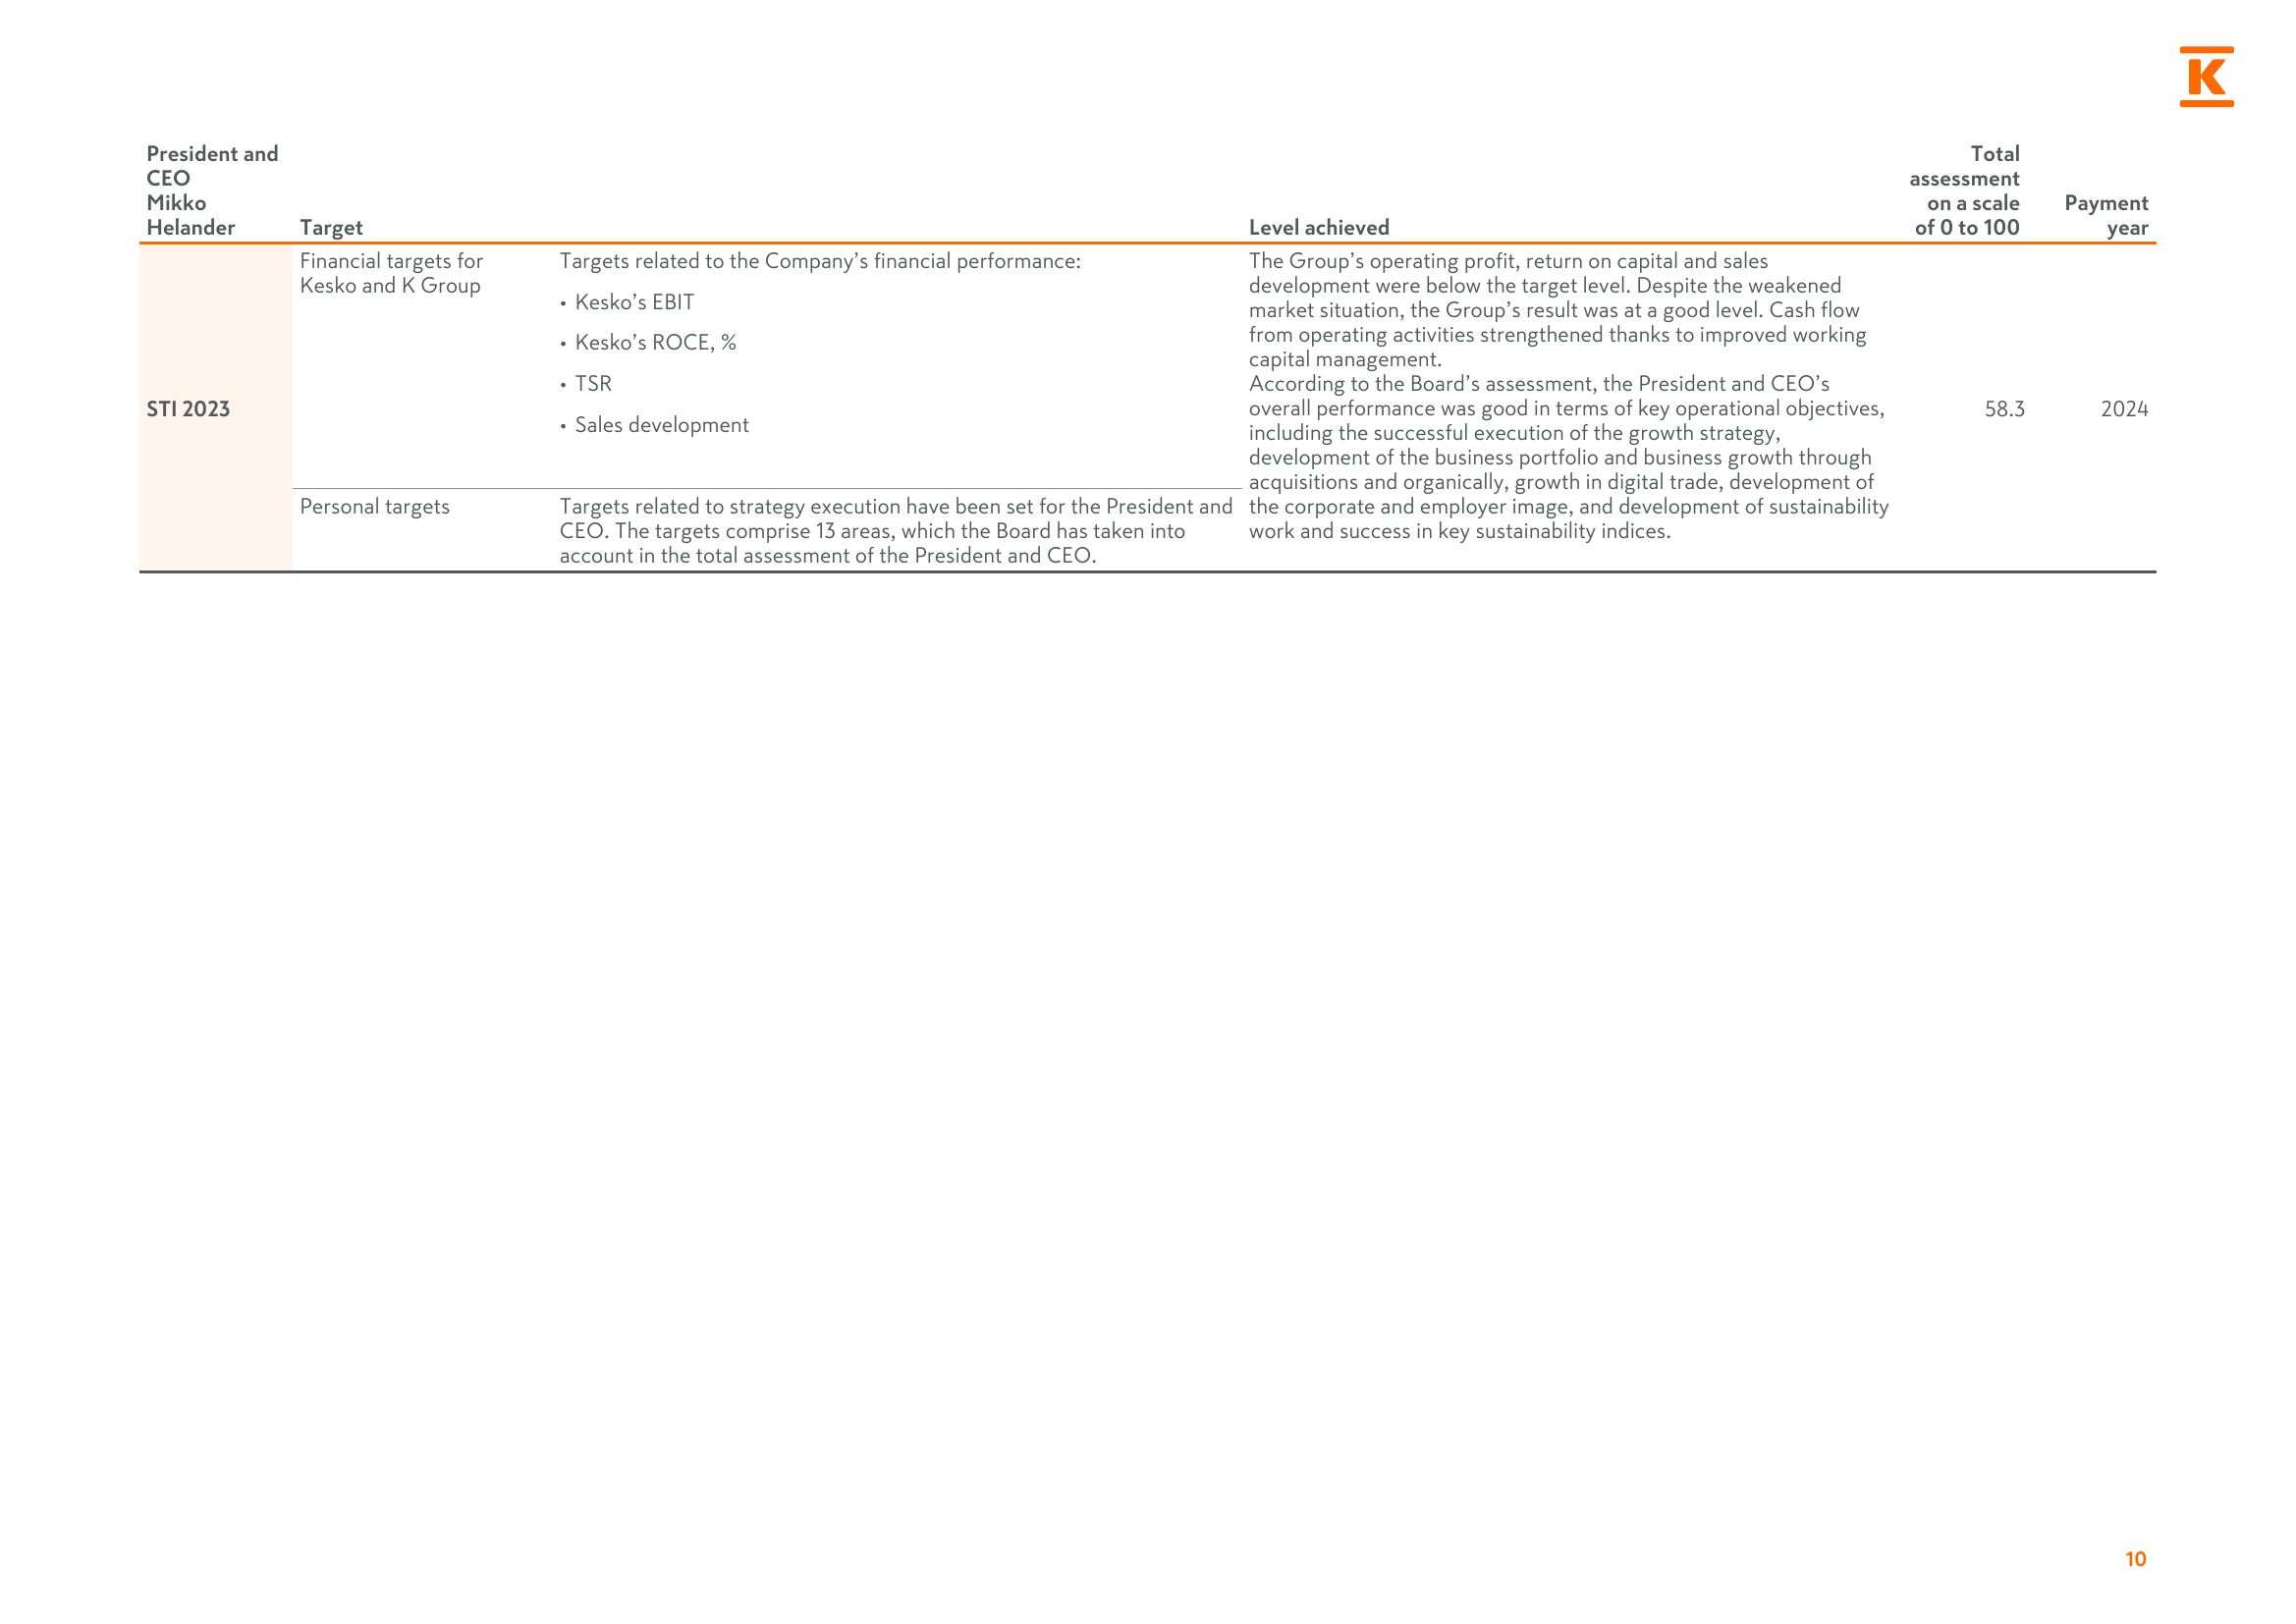 K
President and
CEO
Mikko
Helander
Target
Level achieved
Total
assessment
on a scale
of 0 to 100
Payment
year
STI 2023
Financial targets for
Kesko and K Group
Targets related to the Company’s financial performance:
• Kesko’s EBIT
• Kesko’s ROCE, %
• TSR
• Sales development
Personal targets
Targets related to strategy execution have been set for the President and
CEO. The targets comprise 13 areas, which the Board has taken into
account in the total assessment of the President and CEO.
The Group’s operating profit, return on capital and sales
development were below the target level. Despite the weakened
market situation, the Group’s result was at a good level. Cash flow
from operating activities strengthened thanks to improved working
capital management.
According to the Board’s assessment, the President and CEO’s
overall performance was good in terms of key operational objectives,
including the successful execution of the growth strategy,
development of the business portfolio and business growth through
acquisitions and organically, growth in digital trade, development of
the corporate and employer image, and development of sustainability
work and success in key sustainability indices.
58.3
2024
10